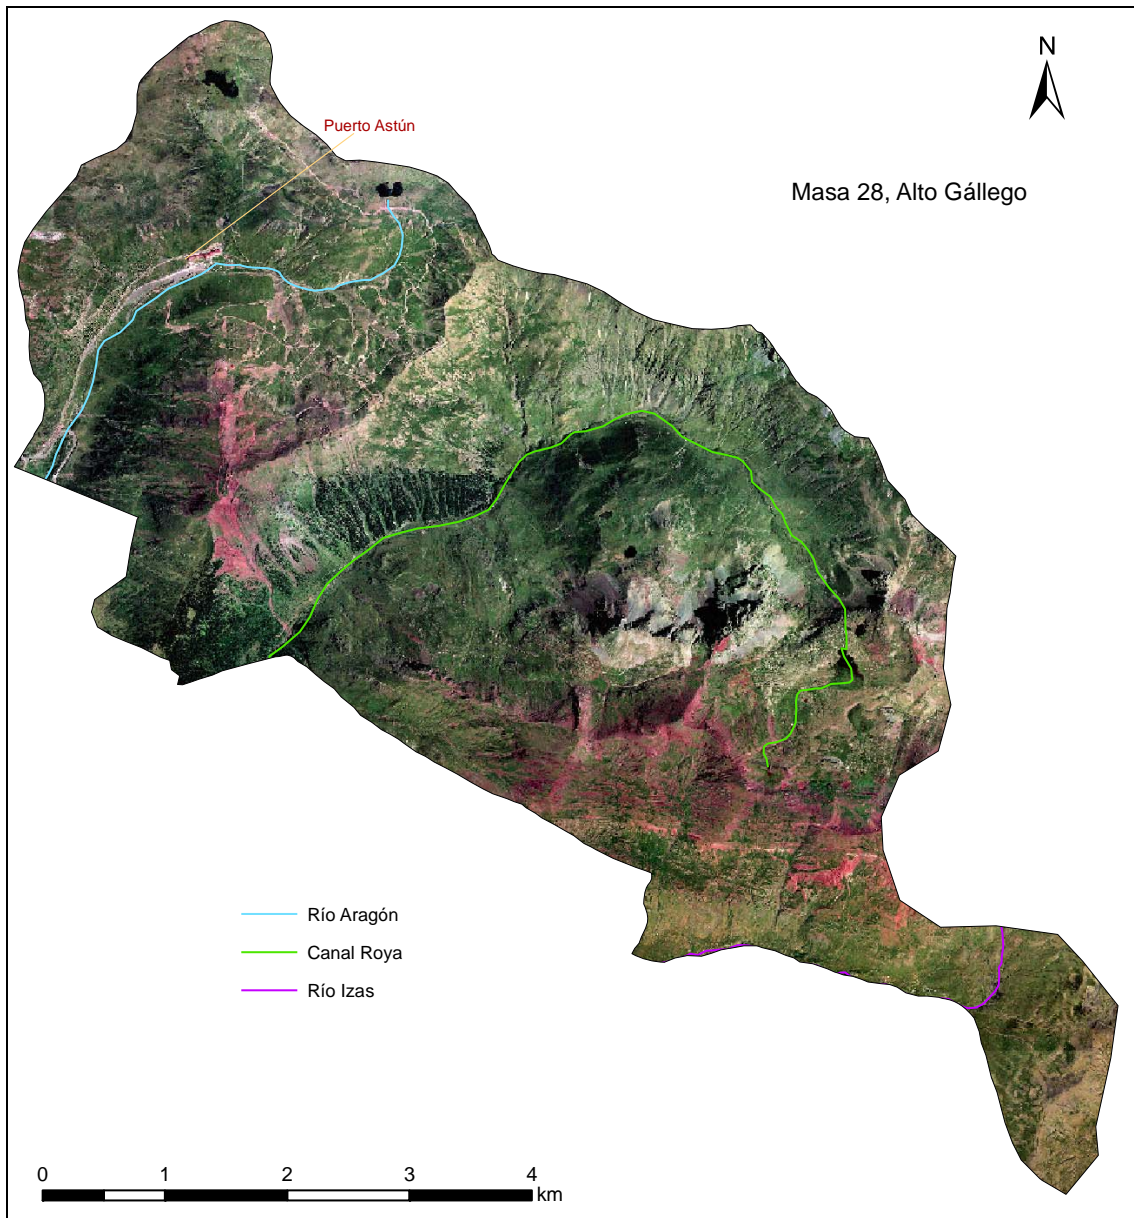 N
Puerto Astún
Masa 28, Alto Gállego
Río Aragón
Canal Roya
Río Izas
0 1 2 3 4
km